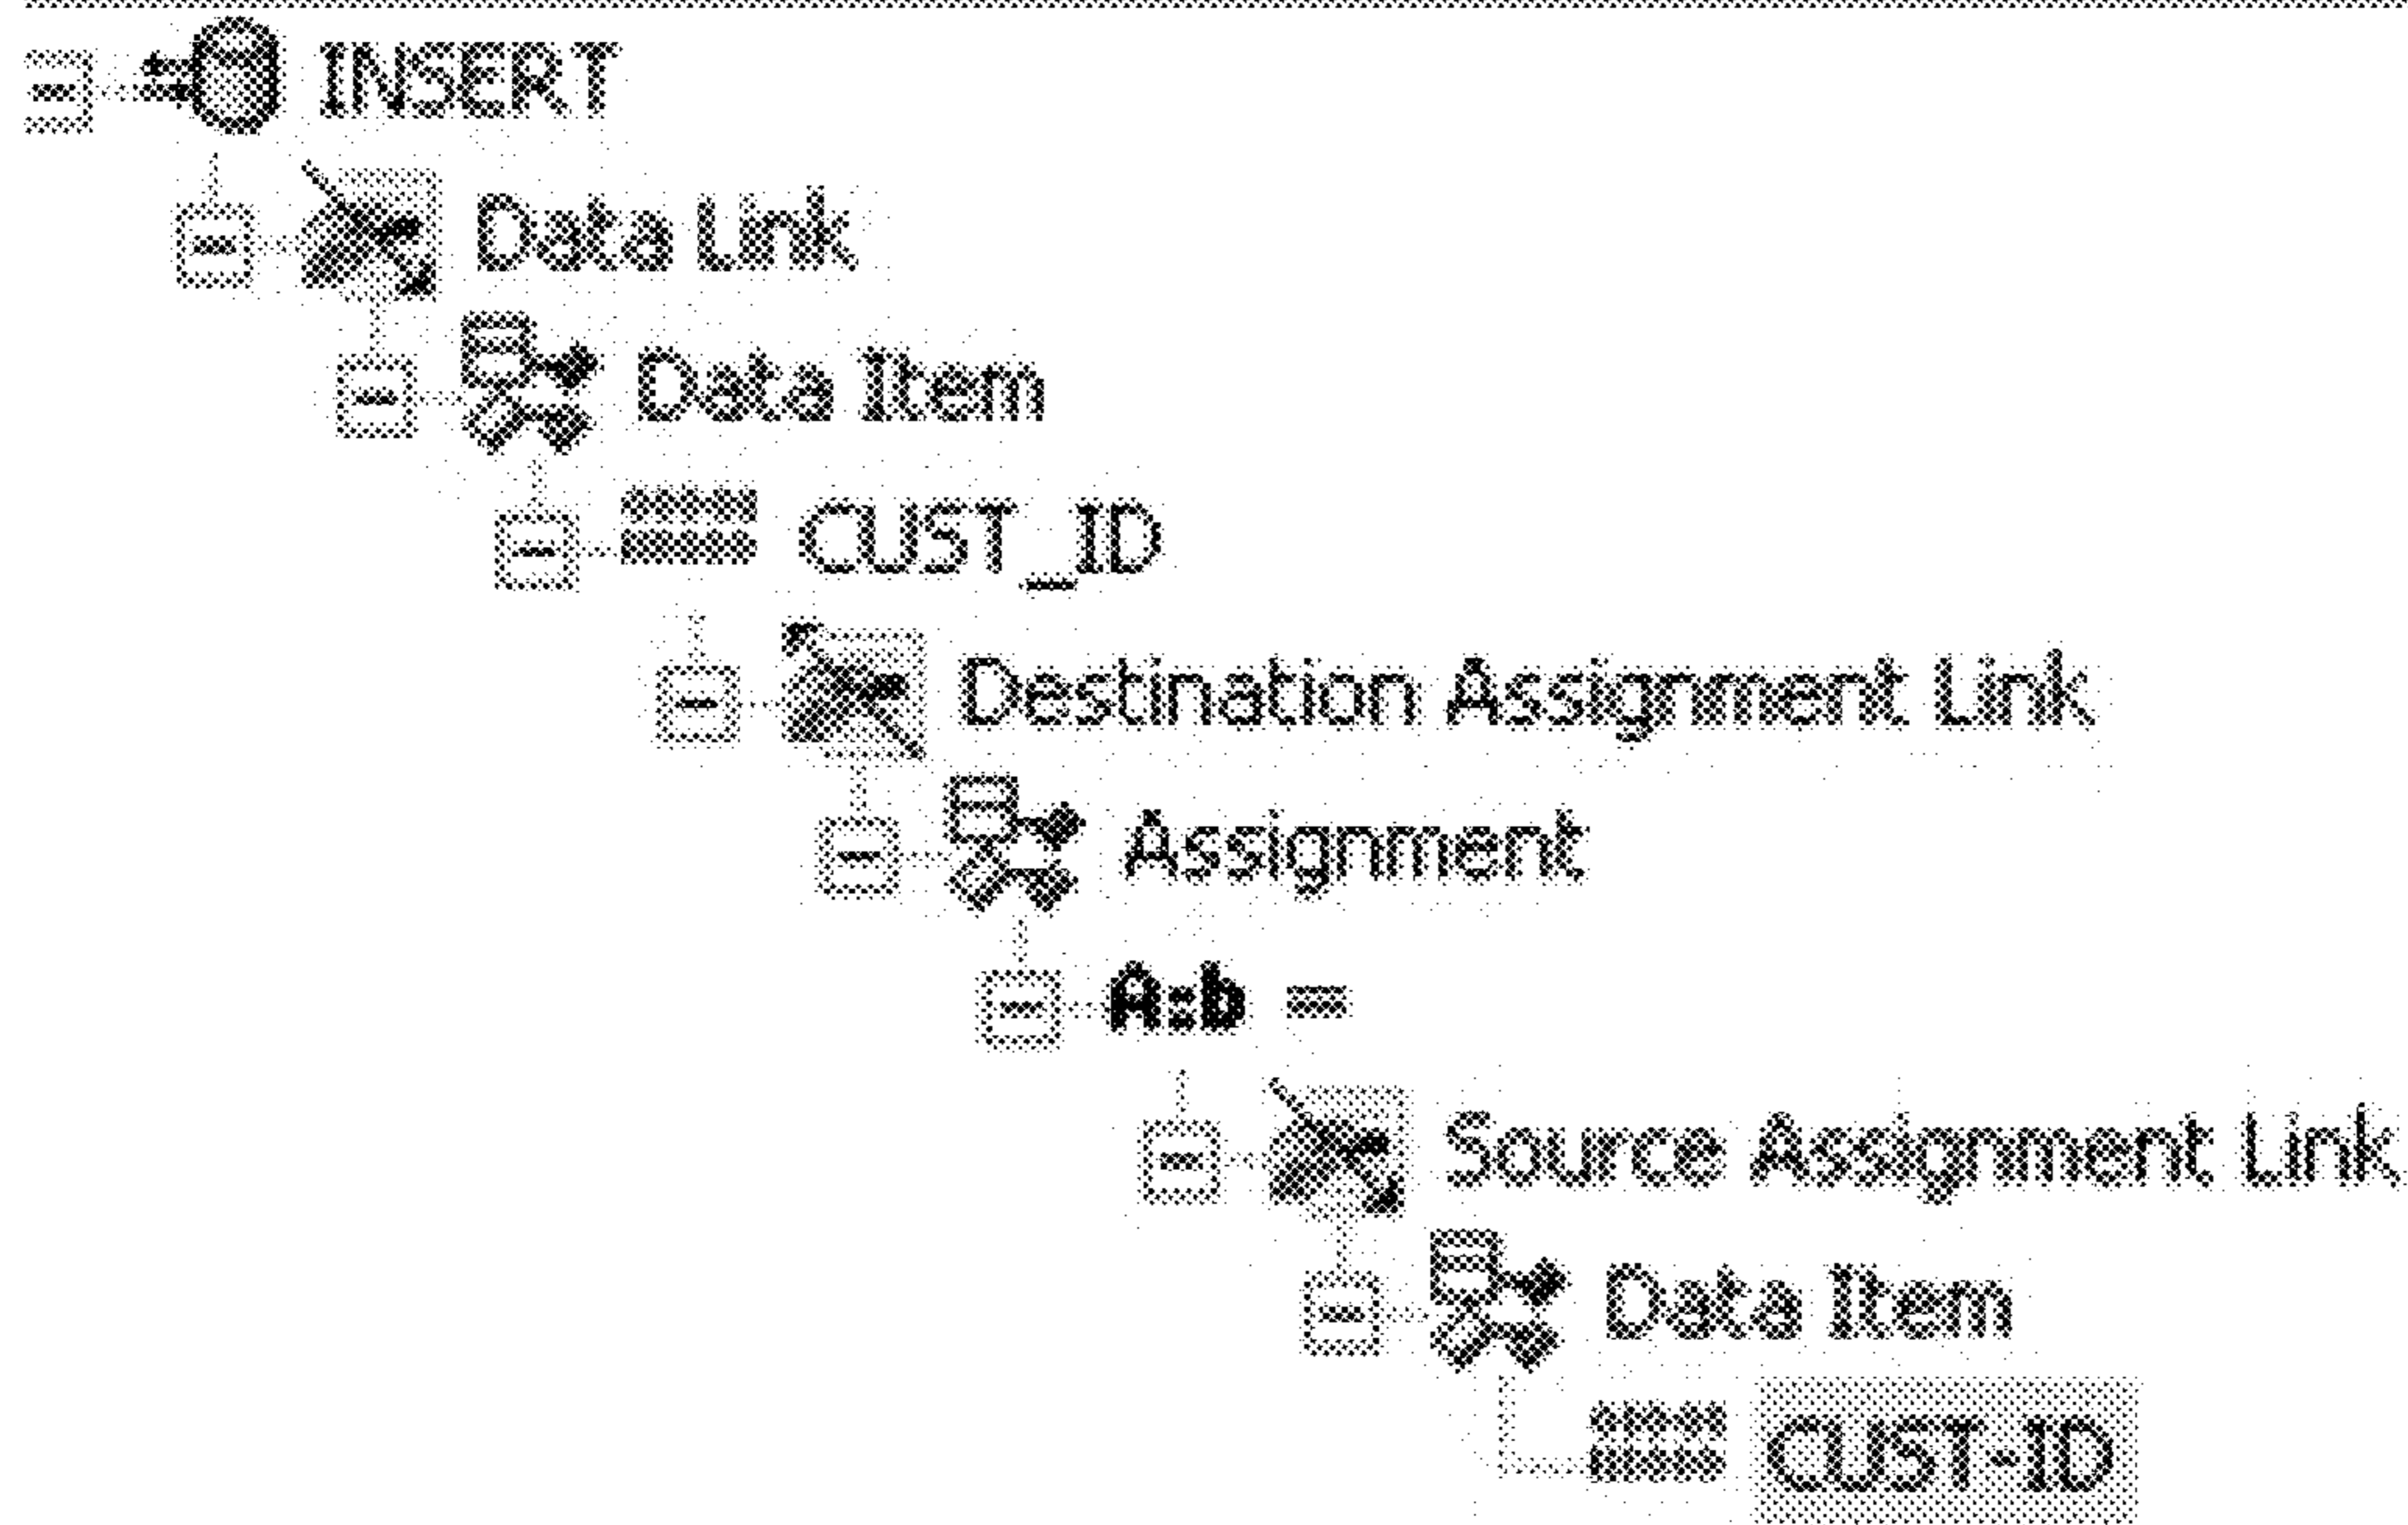 INSERT
Data Link
Data Item
CUST_ID
Destination Assignment Link
Assignment
A:b =
Source Assignment Link
Data Item
CUST-ID